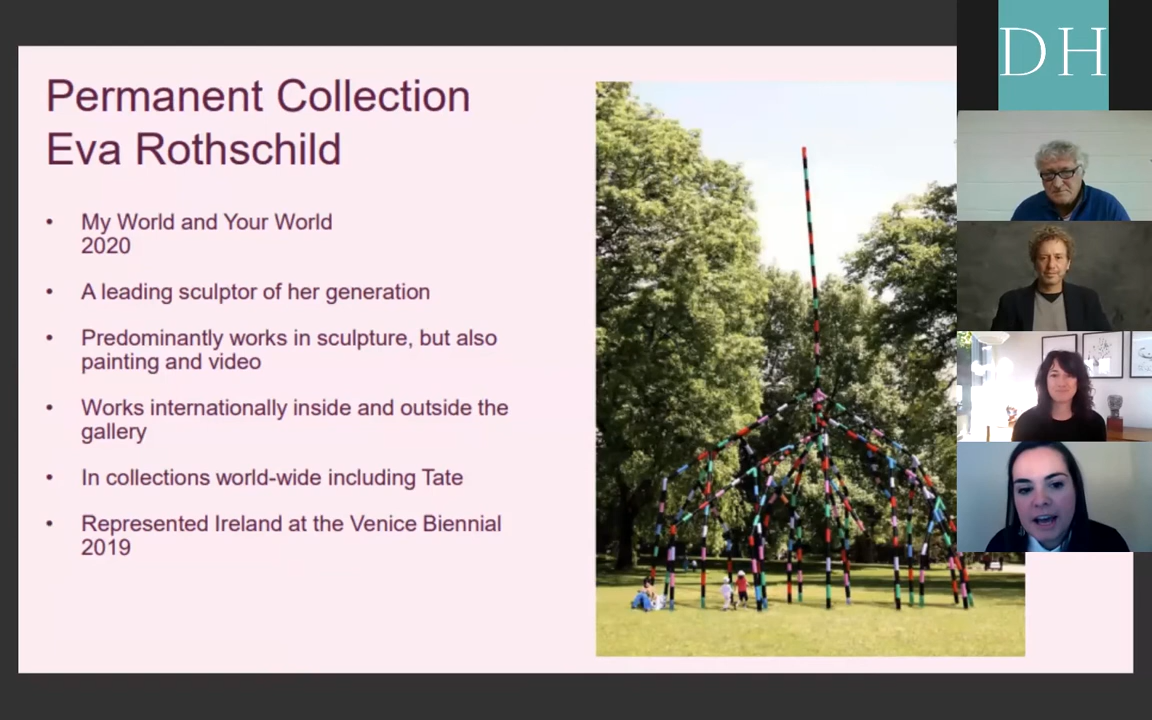 Permanent Collection
Eva Rothschild
• My World and Your World
2020
• A leading sculptor of her generation
• Predominantly works in sculpture, but also
painting and video
• Works internationally inside and outside the
gallery
• In collections world-wide including Tate
• Represented Ireland at the Venice Biennial
2019
DH